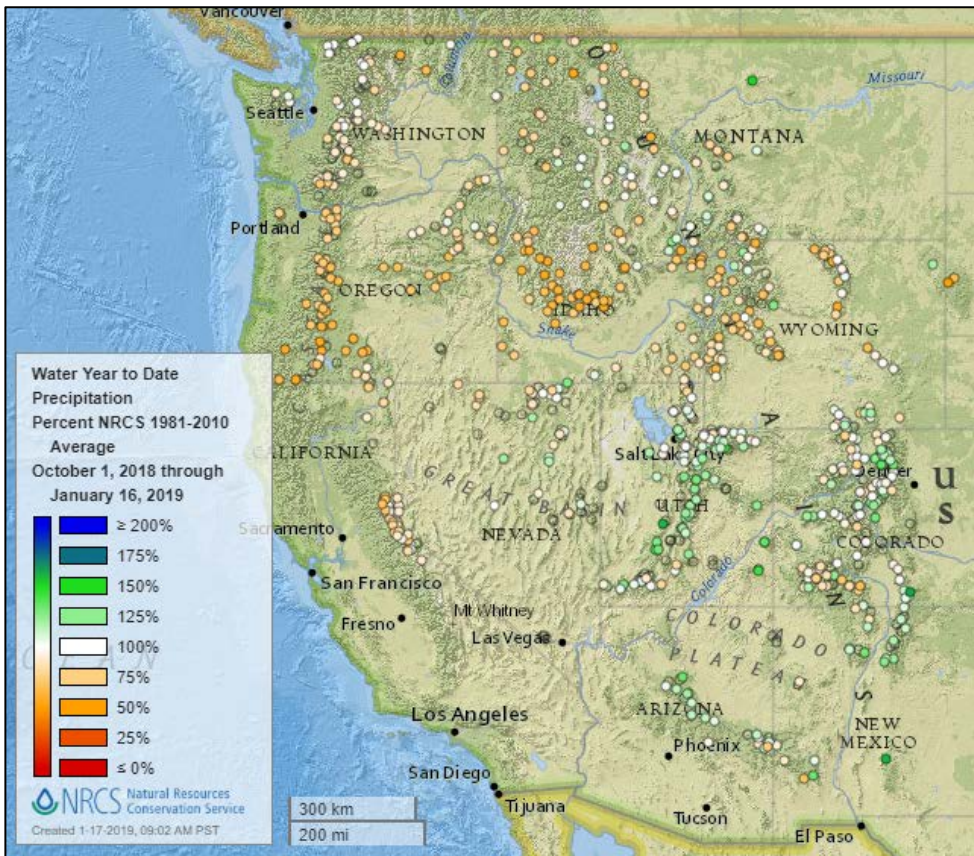 Vancouver
Columbia
Missouri
Seattle
WASHINGTON
MONTANA
Portland
OREGON
IDAHO
Snake
WYOMING
Water Year to Date
Precipitation
Percent NRCS 1981-2010
Average
October 1, 2018 through
January 16, 2019
≥ 200%
175%
150%
125%
100%
75%
50%
25%
≤ 0%
NRCS Natural Resources
Conservation Service
Created 1-17-2019, 09:02 AM PST
CALIFORNIA
Salt Lake City
Denver
GREAT BASIN
UTAH
US
Sacramento
NEVADA
COLORADO
San Francisco
Colorado
Fresno
Mt Whitney
Las Vegas
COLORADO
PLATEAU
ARIZONA
Los Angeles
NEW
MEXICO
Phoenix
San Diego
Tijuana
300 km
200 mi
Tucson
El Paso